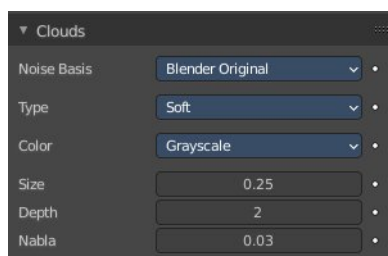 Clouds
Noise Basis Blender Original
Type Soft
Color Grayscale
Size 0.25
Depth 2
Nabla 0.03